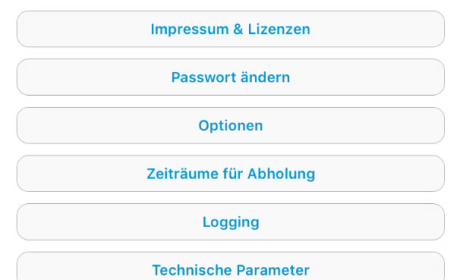 Impressum & Lizenzen
Passwort ändern
Optionen
Zeiträume für Abholung
Logging
Technische Parameter